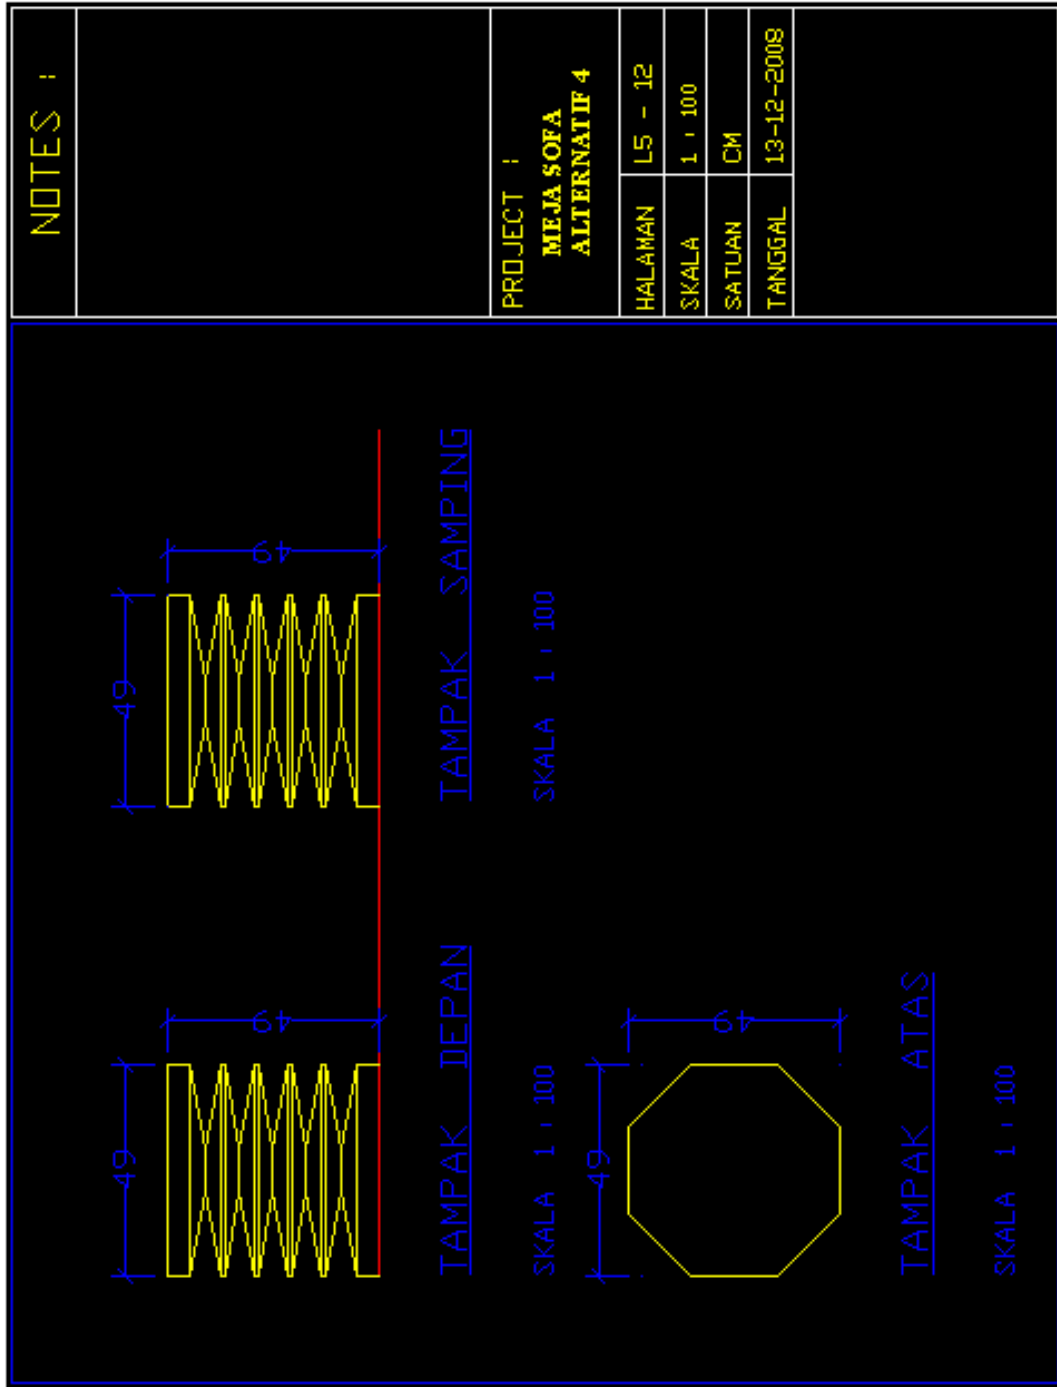 NOTES :
PROJECT :
MEJA SOFA
ALTERNATIF 4
HALAMAN L5 - 12
SKALA 1 : 100
SATUAN CM
TANGGAL 13-12-2008
49
49
TAMPAK DEPAN
SKALA 1 : 100
49
49
TAMPAK SAMPING
SKALA 1 : 100
49
49
TAMPAK ATAS
SKALA 1 : 100